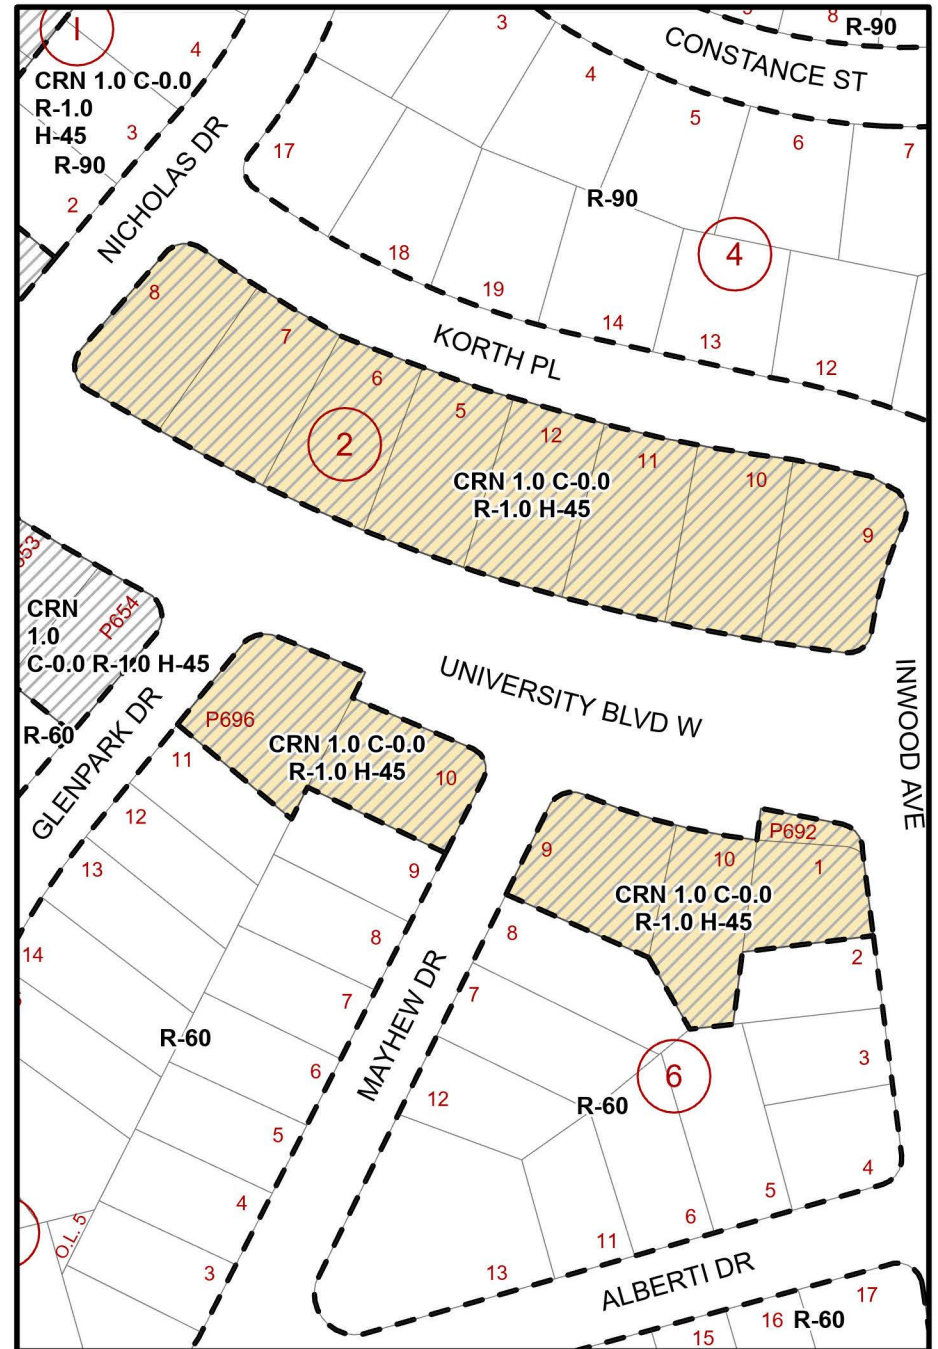 3
8
R-90
1
CONSTANCE ST
4
4
CRN 1.0 C-0.0
R-1.0
H-45
5
3
6
7
17
R-90
NICHOLAS DR
R-90
2
18
4
8
19
14
7
KORTH PL
13
6
12
5
12
2
11
10
CRN 1.0 C-0.0
R-1.0 H-45
9
P654
CRN
1.0
C-0.0 R-1.0 H-45
UNIVERSITY BLVD W
INWOOD AVE
P696
R-60
GLENPARK DR
CRN 1.0 C-0.0
R-1.0 H-45
11
10
12
P692
9
10
1
13
9
CRN 1.0 C-0.0
R-1.0 H-45
8
8
14
2
7
7
MAYHEW DR
R-60
6
3
6
12
R-60
5
4
5
4
6
O.L. 5
11
3
13
ALBERTI DR
17
16
R-60
15